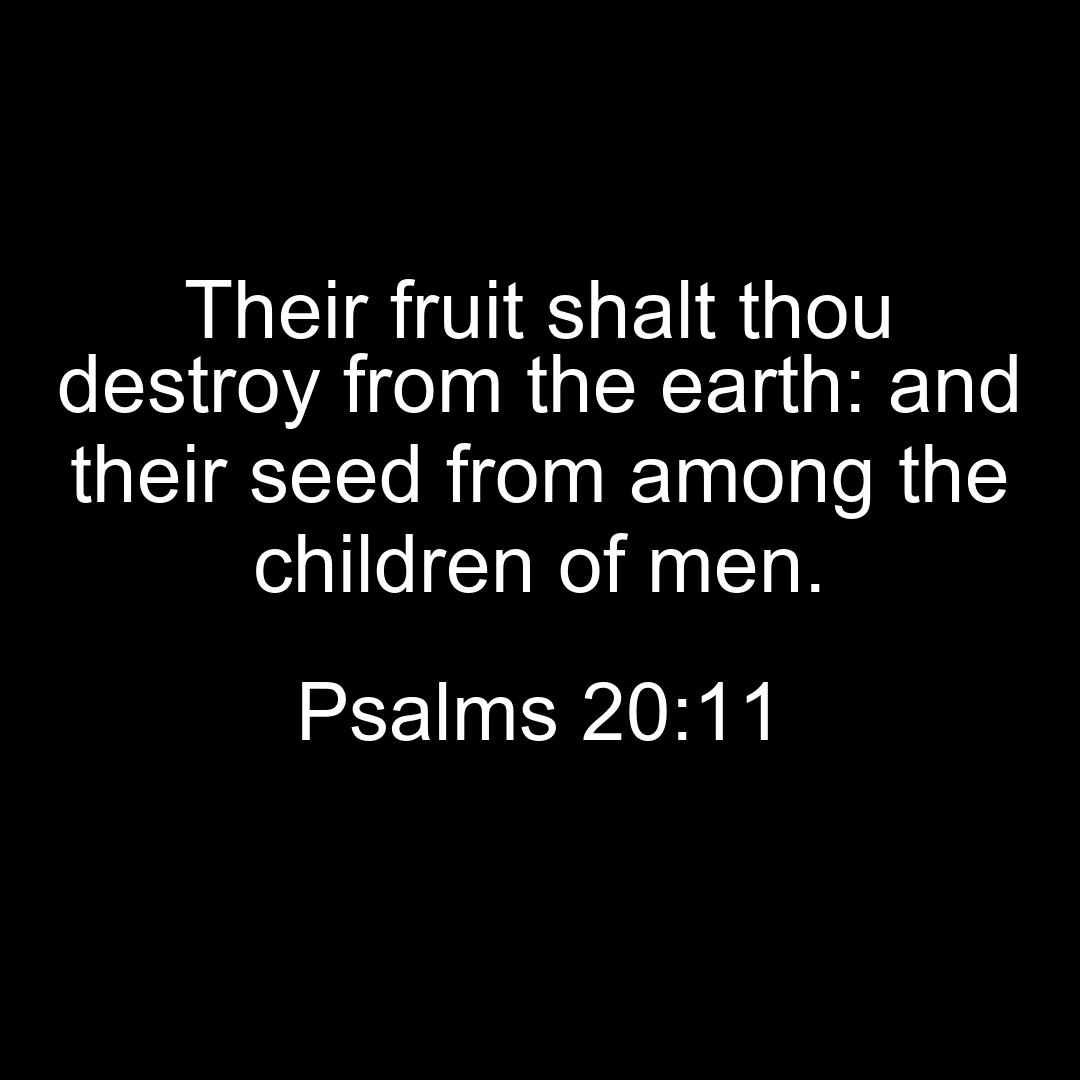 Their fruit shalt thou
destroy from the earth: and
their seed from among the
children of men.
Psalms 20:11